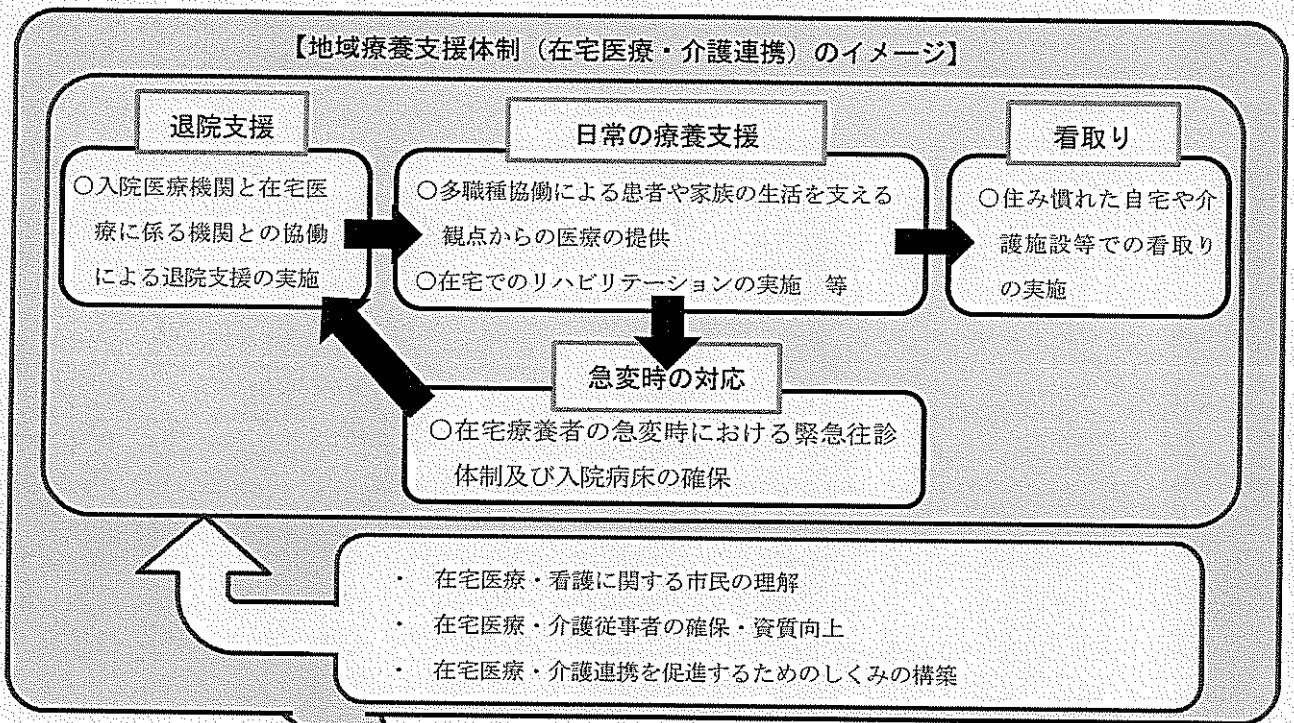 【地域療養支援体制（在宅医療・介護連携）のイメージ】
退院支援
○入院医療機関と在宅医
療に係る機関との協働
による退院支援の実施
日常の療養支援
○多職種協働による患者や家族の生活を支える
観点からの医療の提供
○在宅でのリハビリテーションの実施　等
看取り
○住み慣れた自宅や介
護施設等での看取り
の実施
急変時の対応
○在宅療養者の急変時における緊急往診
体制及び入院病床の確保
・　在宅医療・看護に関する市民の理解
・　在宅医療・介護従事者の確保・資質向上
・　在宅医療・介護連携を促進するためのしくみの構築